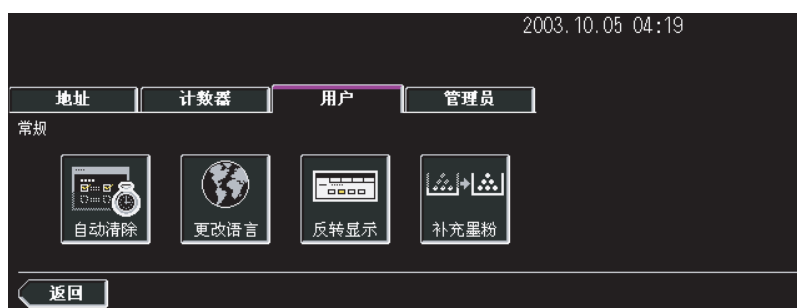 2003.10.05 04:19
地址 计数器 用户 管理员
常规
自动清除 更改语言 反转显示 补充墨粉
返回